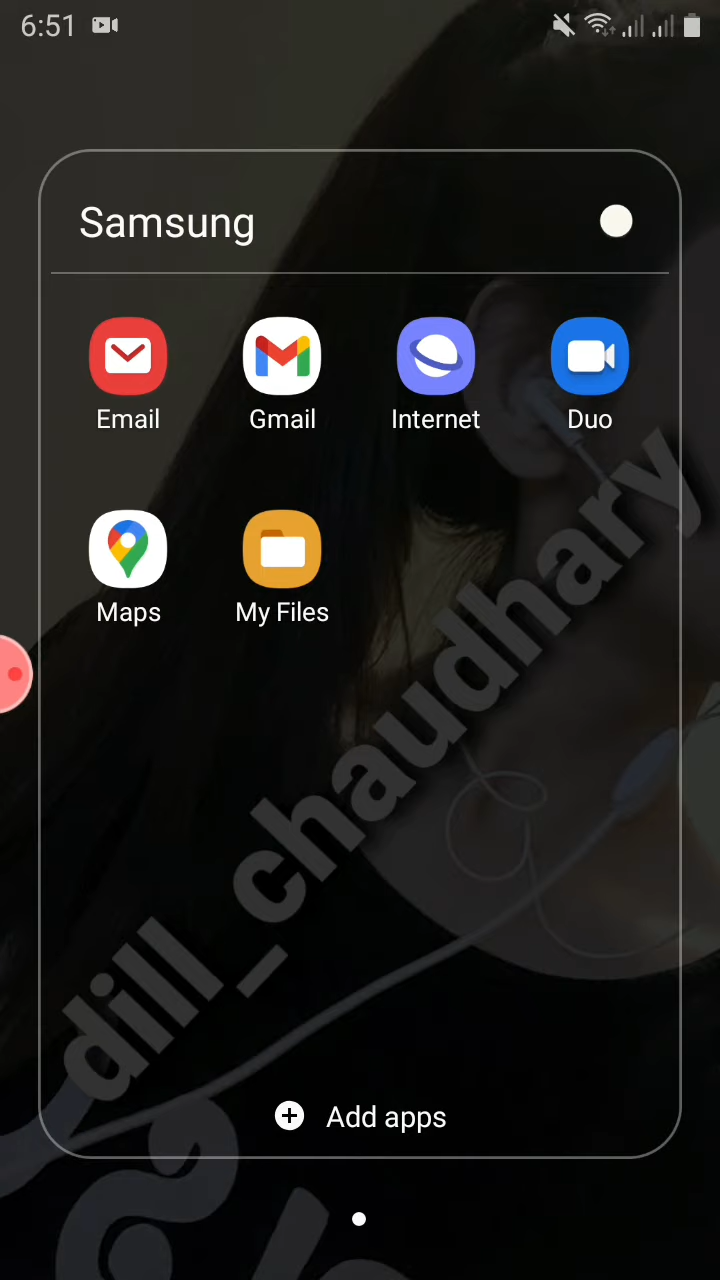 6:51
Samsung
Email
Gmail
Internet
Duo
Maps
My Files
dill_chaudhary
Add apps